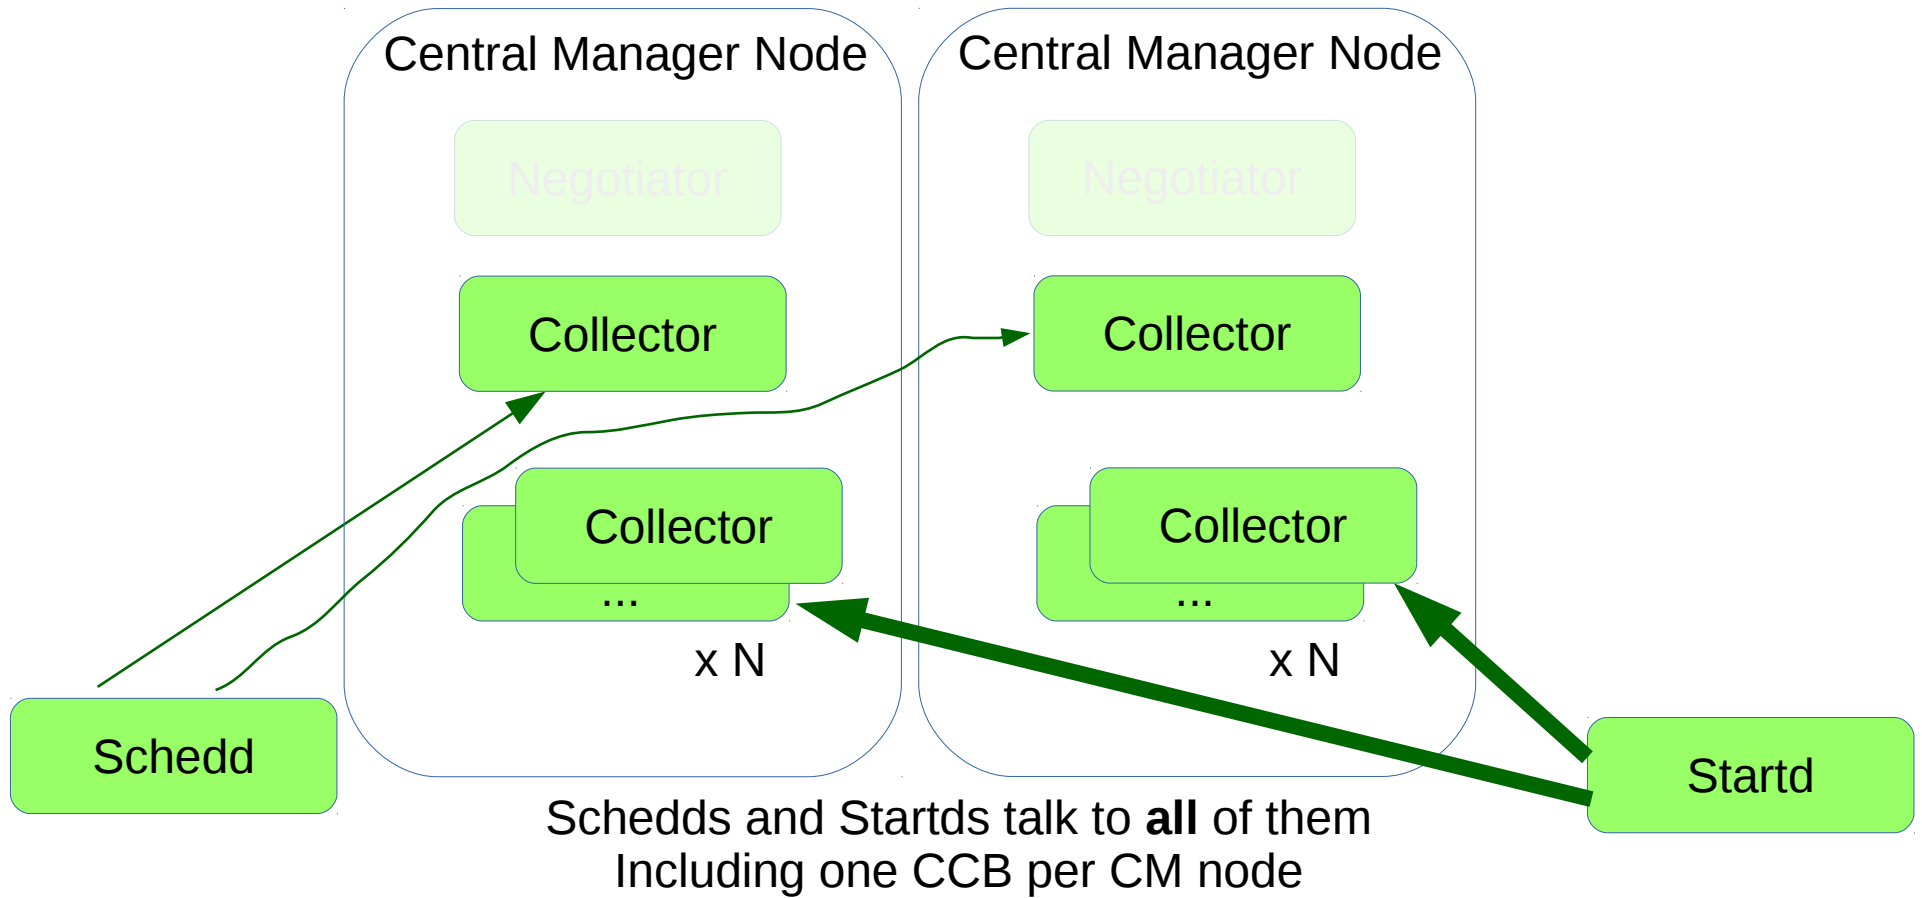 Central Manager Node
Central Manager Node
Negotiator
Negotiator
Collector
Collector
Collector
Collector
...
...
x N
x N
Schedd
Startd
Schedds and Startds talk to all of them
Including one CCB per CM node